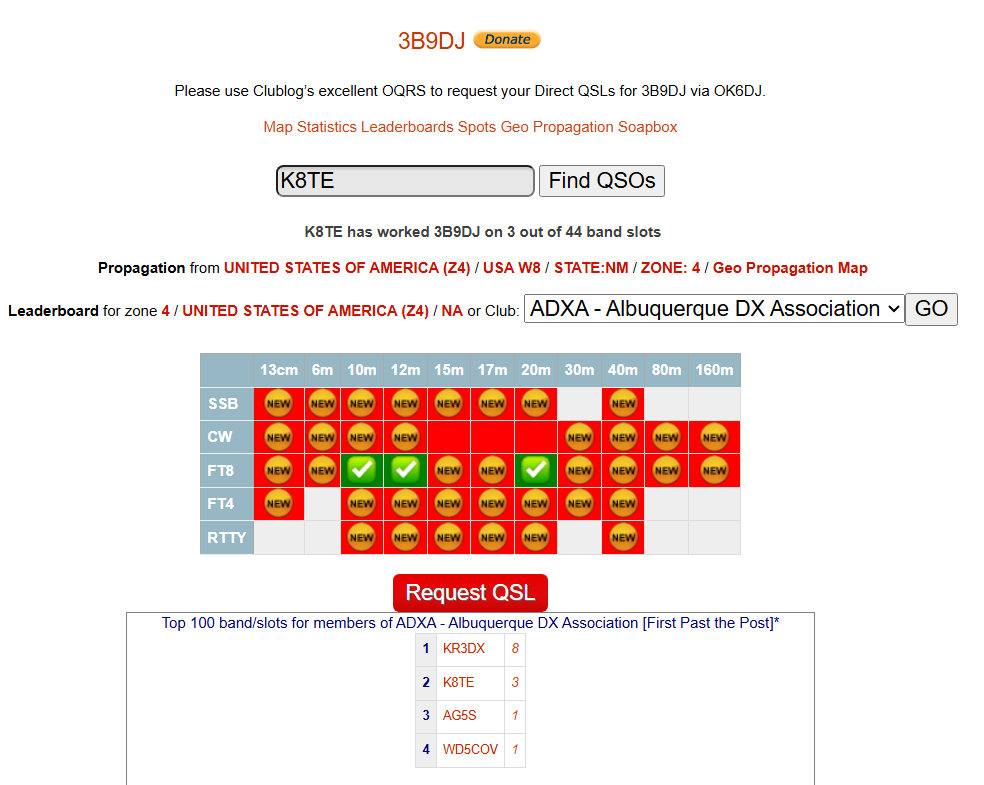 3B9DJ Donate
Please use Clublog's excellent OQRS to request your Direct QSLs for 3B9DJ via OK6DJ.
Map Statistics Leaderboards Spots Geo Propagation Soapbox
K8TE Find QSOs
K8TE has worked 3B9DJ on 3 out of 44 band slots
Propagation from UNITED STATES OF AMERICA (Z4) / USA W8 / STATE:NM / ZONE: 4 / Geo Propagation Map
Leaderboard for zone 4 / UNITED STATES OF AMERICA (Z4) / NA or Club: ADXA - Albuquerque DX Association GO
13cm 6m 10m 12m 15m 17m 20m 30m 40m 80m 160m
SSB NEW NEW NEW NEW NEW NEW NEW NEW
CW NEW NEW NEW NEW NEW NEW NEW NEW
FT8 NEW NEW NEW NEW NEW NEW NEW NEW
FT4 NEW NEW NEW NEW NEW NEW NEW NEW
RTTY NEW NEW NEW NEW NEW NEW
Request QSL
Top 100 band/slots for members of ADXA - Albuquerque DX Association [First Past the Post]*
1 KR3DX 8
2 K8TE 3
3 AG5S 1
4 WD5COV 1